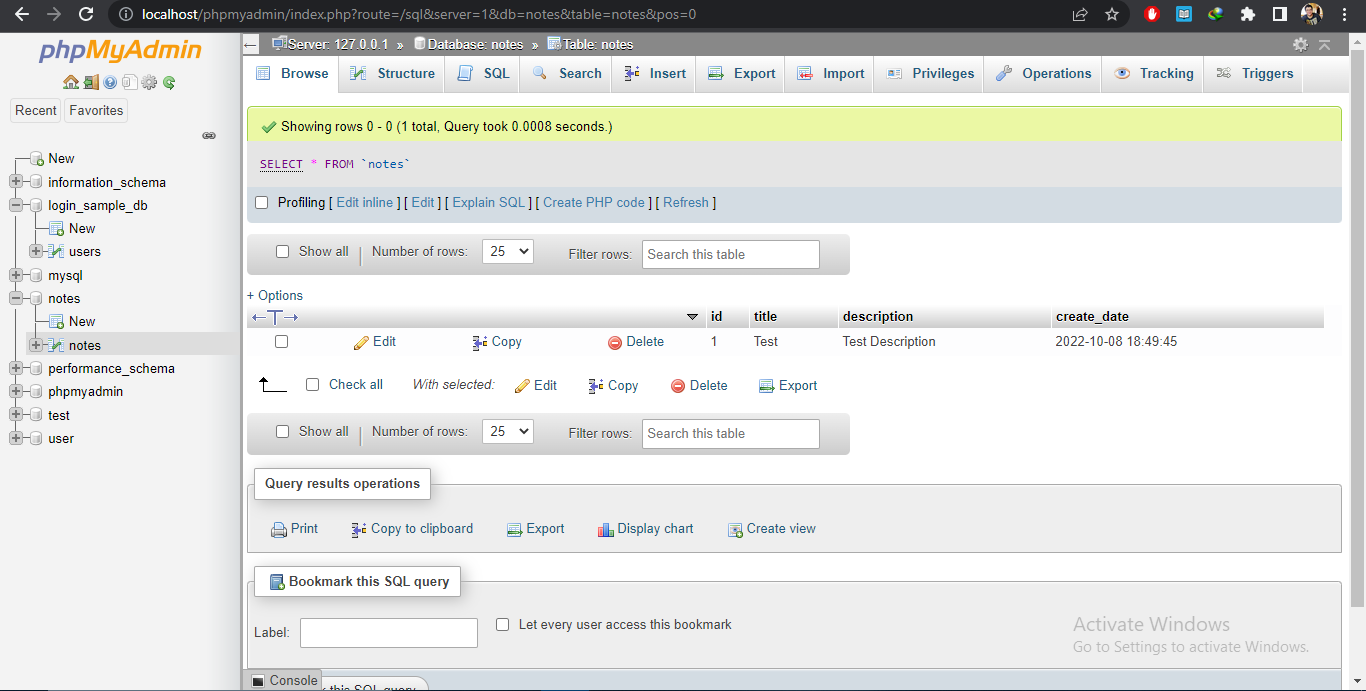 localhost/phpmyadmin/index.php?route=/sql&server=1&db=notes&table=notes&pos=0
phpMyAdmin
Recent Favorites
New
information_schema
login_sample_db
New
users
mysql
notes
New
notes
performance_schema
phpmyadmin
test
user
Server: 127.0.0.1 » Database: notes » Table: notes
Browse Structure SQL Search Insert Export Import Privileges Operations Tracking Triggers
Showing rows 0 - 0 (1 total, Query took 0.0008 seconds.)
SELECT * FROM `notes`
Profiling [ Edit inline ] [ Edit ] [ Explain SQL ] [ Create PHP code ] [ Refresh ]
Show all Number of rows: 25 Filter rows: Search this table
+ Options
←T→ id title description create_date
Edit Copy Delete 1 Test Test Description 2022-10-08 18:49:45
Check all With selected: Edit Copy Delete Export
Show all Number of rows: 25 Filter rows: Search this table
Query results operations
Print Copy to clipboard Export Display chart Create view
Bookmark this SQL query
Label: Let every user access this bookmark
Activate Windows
Go to Settings to activate Windows.
Console
this SQL query